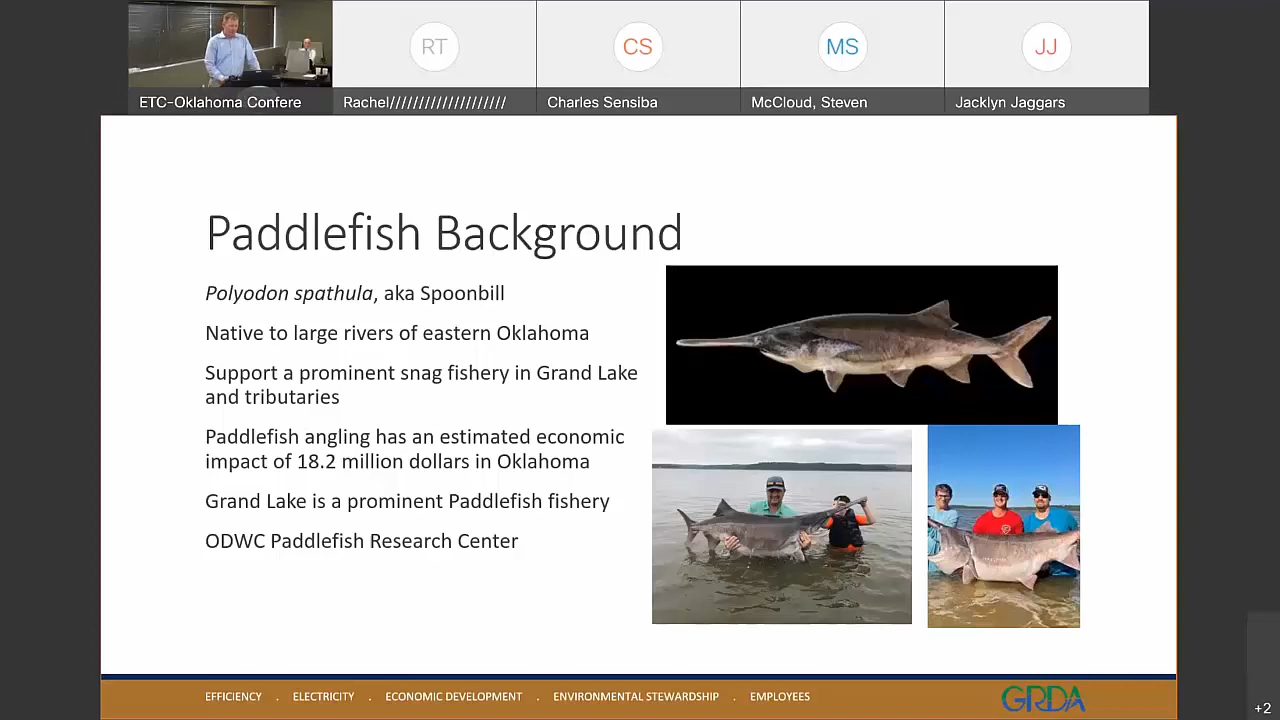 RT
CS
MS
JJ
ETC-Oklahoma Confere
Rachel////////////////////
Charles Sensiba
McCloud, Steven
Jacklyn Jaggars
Paddlefish Background
Polyodon spathula, aka Spoonbill
Native to large rivers of eastern Oklahoma
Support a prominent snag fishery in Grand Lake
and tributaries
Paddlefish angling has an estimated economic
impact of 18.2 million dollars in Oklahoma
Grand Lake is a prominent Paddlefish fishery
ODWC Paddlefish Research Center
EFFICIENCY . ELECTRICITY . ECONOMIC DEVELOPMENT . ENVIRONMENTAL STEWARDSHIP . EMPLOYEES
GRDA
+2